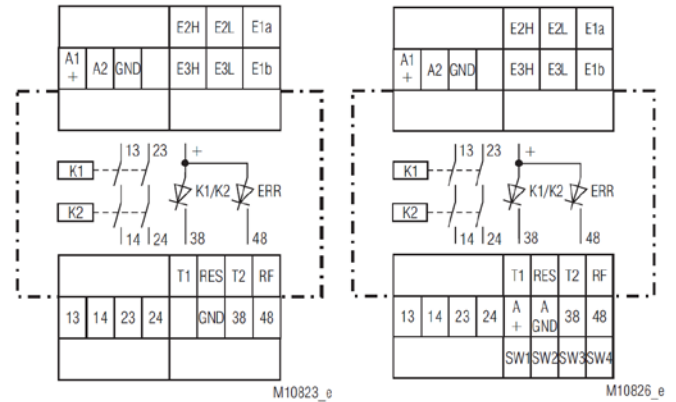 E2H E2L E1a
A1 + A2 GND E3H E3L E1b
13 23 +
K1
K1/K2 ERR
K2
14 24 38 48
T1 RES T2 RF
13 14 23 24 GND 38 48
M10823_e
E2H E2L E1a
A1 + A2 GND E3H E3L E1b
13 23 +
K1
K1/K2 ERR
K2
14 24 38 48
T1 RES T2 RF
13 14 23 24 A + A GND 38 48
SW1 SW2 SW3 SW4
M10826_e